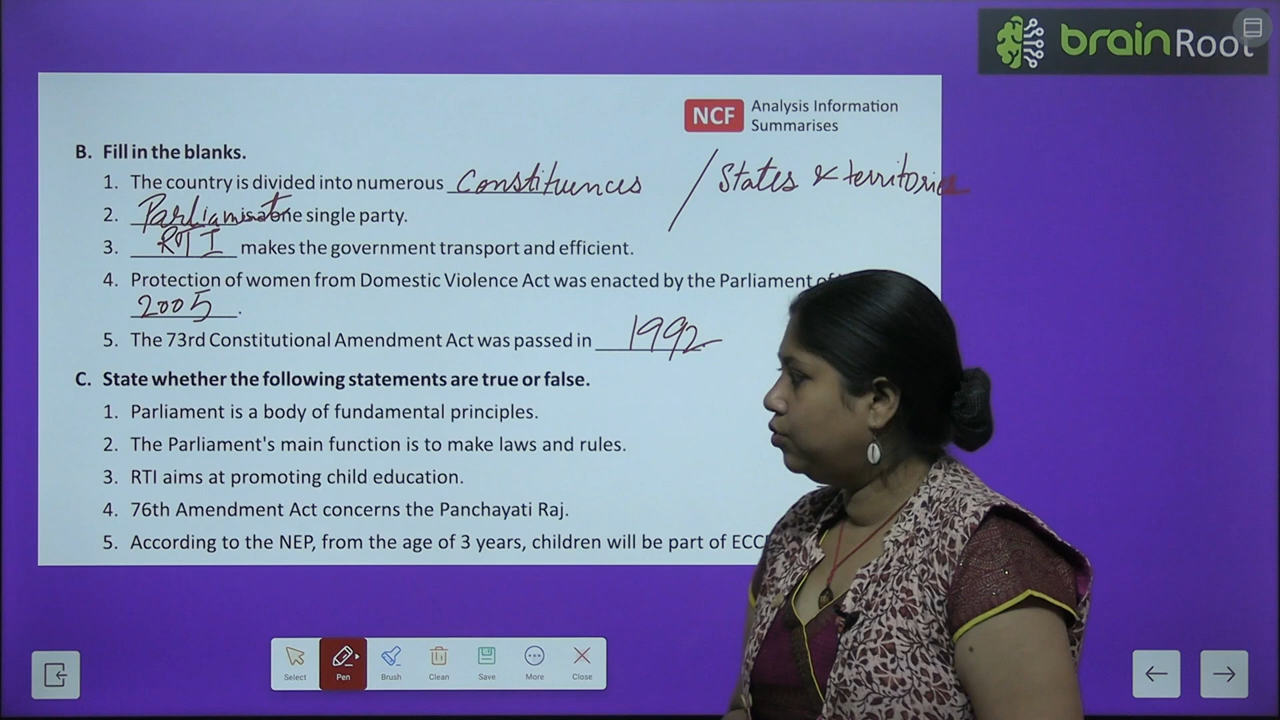 brainRoot
NCF Analysis Information
Summarises
B. Fill in the blanks.
1. The country is divided into numerous Constituences / States & territories
2. Parliament is a one single party.
3. RTI makes the government transport and efficient.
4. Protection of women from Domestic Violence Act was enacted by the Parliament of
2005.
5. The 73rd Constitutional Amendment Act was passed in 1992.
C. State whether the following statements are true or false.
1. Parliament is a body of fundamental principles.
2. The Parliament's main function is to make laws and rules.
3. RTI aims at promoting child education.
4. 76th Amendment Act concerns the Panchayati Raj.
5. According to the NEP, from the age of 3 years, children will be part of ECC
Select Pen Brush Clean Save More Close